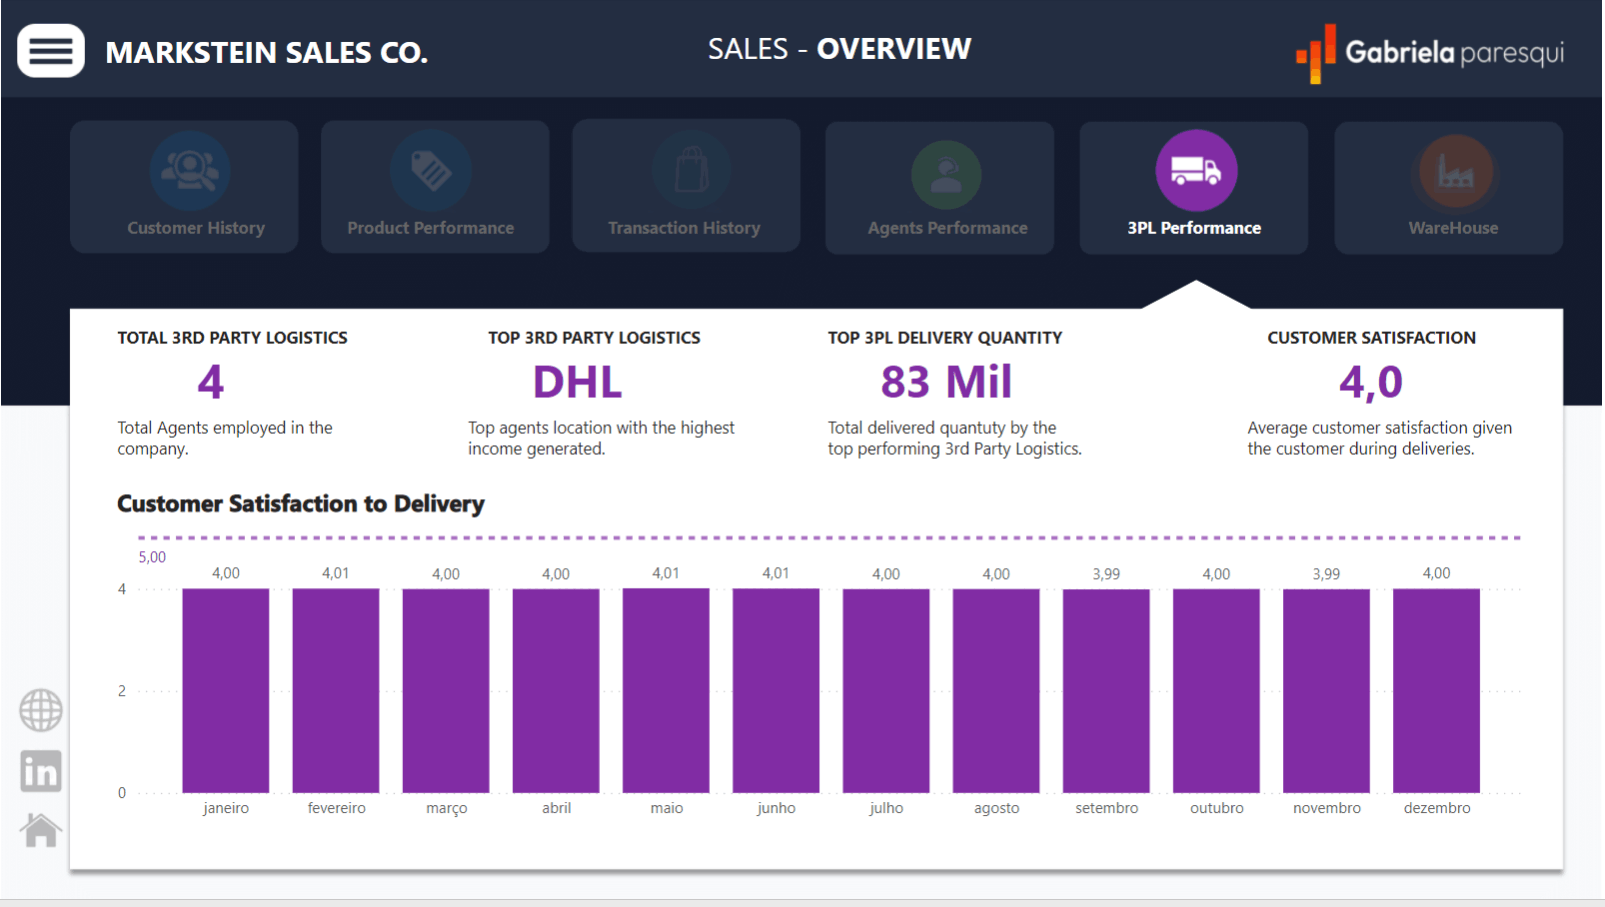 MARKSTEIN SALES CO.
SALES - OVERVIEW
Gabriela paresqui
Customer History
Product Performance
Transaction History
Agents Performance
3PL Performance
WareHouse
TOTAL 3RD PARTY LOGISTICS
4
Total Agents employed in the
company.
TOP 3RD PARTY LOGISTICS
DHL
Top agents location with the highest
income generated.
TOP 3PL DELIVERY QUANTITY
83 Mil
Total delivered quantuty by the
top performing 3rd Party Logistics.
CUSTOMER SATISFACTION
4,0
Average customer satisfaction given
the customer during deliveries.
Customer Satisfaction to Delivery
5,00
4,00 4,01 4,00 4,00 4,01 4,01 4,00 4,00 3,99 4,00 3,99 4,00
4
2
0
janeiro fevereiro março abril maio junho julho agosto setembro outubro novembro dezembro
in